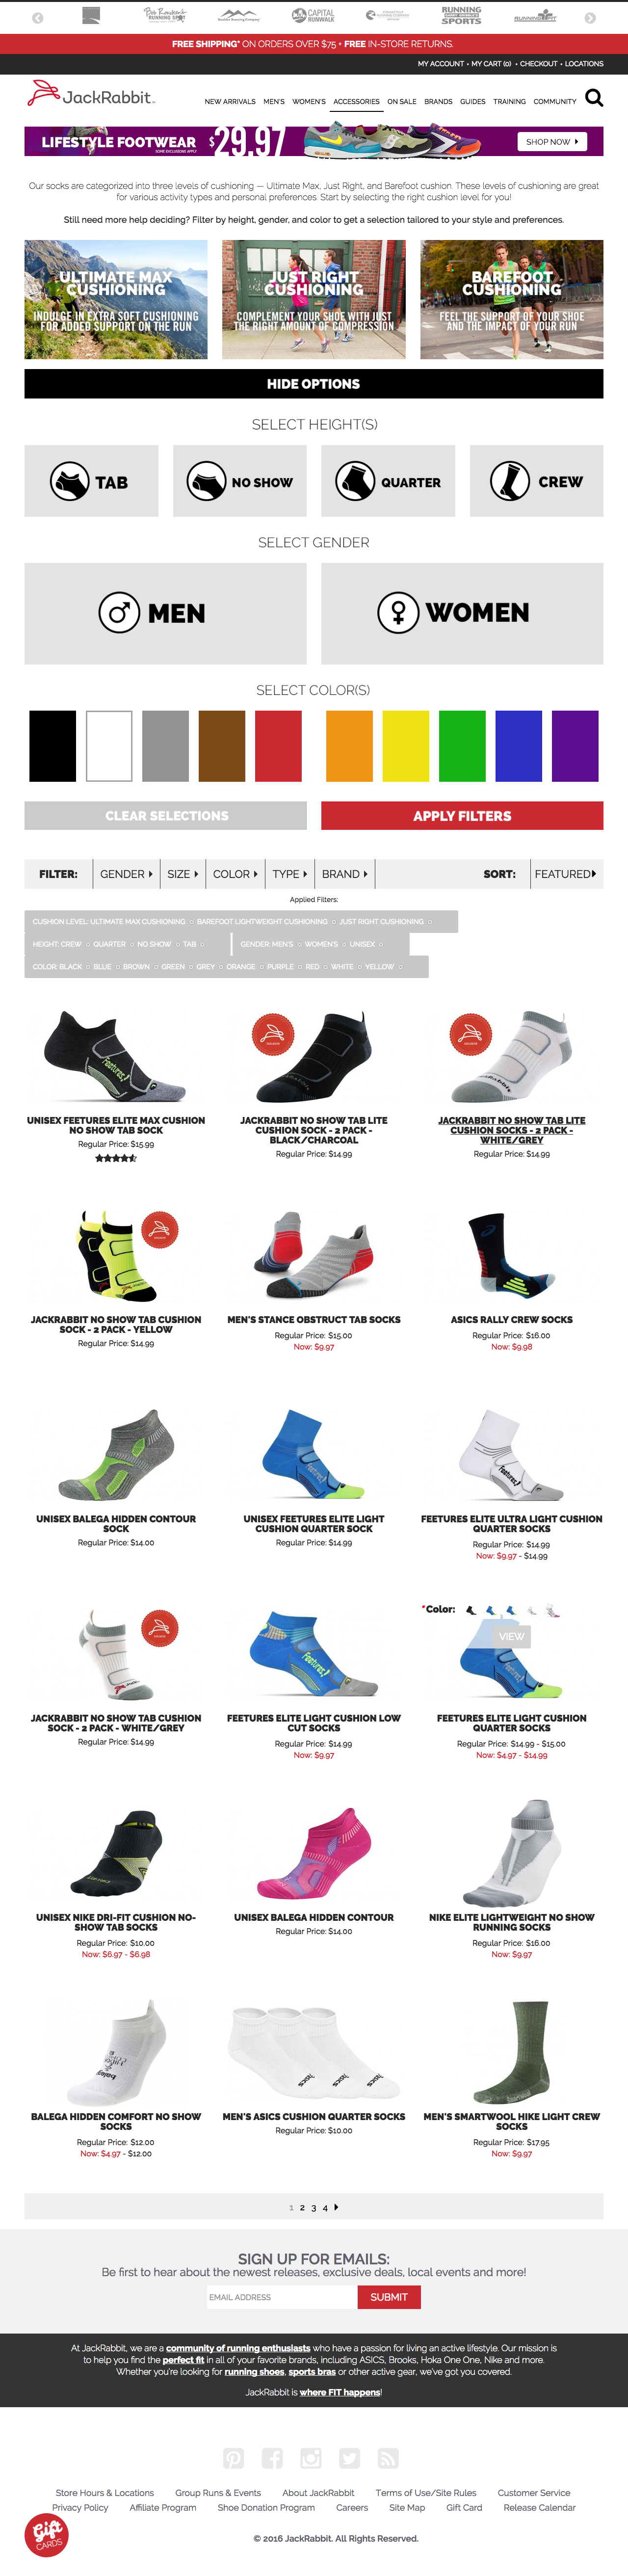 CAPITAL
RUNWALK
RUNNING
SPORTS
FREE SHIPPING* ON ORDERS OVER $75 + FREE IN-STORE RETURNS.
MY ACCOUNT • MY CART (0) • CHECKOUT • LOCATIONS
JackRabbit
NEW ARRIVALS MEN'S WOMEN'S ACCESSORIES ON SALE BRANDS GUIDES TRAINING COMMUNITY
LIFESTYLE FOOTWEAR $29.97 SHOP NOW
SOME EXCLUSIONS APPLY
Our socks are categorized into three levels of cushioning — Ultimate Max, Just Right, and Barefoot cushion. These levels of cushioning are great
for various activity types and personal preferences. Start by selecting the right cushion level for you!
Still need more help deciding? Filter by height, gender, and color to get a selection tailored to your style and preferences.
ULTIMATE MAX
CUSHIONING
INDULGE IN EXTRA SOFT CUSHIONING
FOR ADDED SUPPORT ON THE RUN
JUST RIGHT
CUSHIONING
COMPLEMENT YOUR SHOE WITH JUST
THE RIGHT AMOUNT OF COMPRESSION
BAREFOOT
CUSHIONING
FEEL THE SUPPORT OF YOUR SHOE
AND THE IMPACT OF YOUR RUN
HIDE OPTIONS
SELECT HEIGHT(S)
TAB
NO SHOW
QUARTER
CREW
SELECT GENDER
MEN
WOMEN
SELECT COLOR(S)
CLEAR SELECTIONS
APPLY FILTERS
FILTER: GENDER SIZE COLOR TYPE BRAND SORT: FEATURED
Applied Filters:
CUSHION LEVEL: ULTIMATE MAX CUSHIONING BAREFOOT LIGHTWEIGHT CUSHIONING JUST RIGHT CUSHIONING
HEIGHT: CREW QUARTER NO SHOW TAB GENDER: MEN'S WOMEN'S UNISEX
COLOR: BLACK BLUE BROWN GREEN GREY ORANGE PURPLE RED WHITE YELLOW
UNISEX FEETURES ELITE MAX CUSHION
NO SHOW TAB SOCK
Regular Price: $15.99
JACKRABBIT NO SHOW TAB LITE
CUSHION SOCK - 2 PACK -
BLACK/CHARCOAL
Regular Price: $14.99
JACKRABBIT NO SHOW TAB LITE
CUSHION SOCKS - 2 PACK -
WHITE/GREY
Regular Price: $14.99
JACKRABBIT NO SHOW TAB CUSHION
SOCK - 2 PACK - YELLOW
Regular Price: $14.99
MEN'S STANCE OBSTRUCT TAB SOCKS
Regular Price: $15.00
Now: $9.97
ASICS RALLY CREW SOCKS
Regular Price: $16.00
Now: $9.98
UNISEX BALEGA HIDDEN CONTOUR
SOCK
Regular Price: $14.00
UNISEX FEETURES ELITE LIGHT
CUSHION QUARTER SOCK
Regular Price: $14.99
FEETURES ELITE ULTRA LIGHT CUSHION
QUARTER SOCKS
Regular Price: $14.99
Now: $9.97 - $14.99
JACKRABBIT NO SHOW TAB CUSHION
SOCK - 2 PACK - WHITE/GREY
Regular Price: $14.99
FEETURES ELITE LIGHT CUSHION LOW
CUT SOCKS
Regular Price: $14.99
Now: $9.97
*Color:
VIEW
FEETURES ELITE LIGHT CUSHION
QUARTER SOCKS
Regular Price: $14.99 - $15.00
Now: $4.97 - $14.99
UNISEX NIKE DRI-FIT CUSHION NO-
SHOW TAB SOCKS
Regular Price: $10.00
Now: $6.97 - $6.98
UNISEX BALEGA HIDDEN CONTOUR
Regular Price: $14.00
NIKE ELITE LIGHTWEIGHT NO SHOW
RUNNING SOCKS
Regular Price: $16.00
Now: $9.97
BALEGA HIDDEN COMFORT NO SHOW
SOCKS
Regular Price: $12.00
Now: $4.97 - $12.00
MEN'S ASICS CUSHION QUARTER SOCKS
Regular Price: $10.00
MEN'S SMARTWOOL HIKE LIGHT CREW
SOCKS
Regular Price: $17.95
Now: $9.97
1 2 3 4
SIGN UP FOR EMAILS:
Be first to hear about the newest releases, exclusive deals, local events and more!
EMAIL ADDRESS SUBMIT
At JackRabbit, we are a community of running enthusiasts who have a passion for living an active lifestyle. Our mission is
to help you find the perfect fit in all of your favorite brands, including ASICS, Brooks, Hoka One One, Nike and more.
Whether you're looking for running shoes, sports bras or other active gear, we've got you covered.
JackRabbit is where FIT happens!
Store Hours & Locations Group Runs & Events About JackRabbit Terms of Use/Site Rules Customer Service
Privacy Policy Affiliate Program Shoe Donation Program Careers Site Map Gift Card Release Calendar
Gift
CARDS
© 2016 JackRabbit. All Rights Reserved.